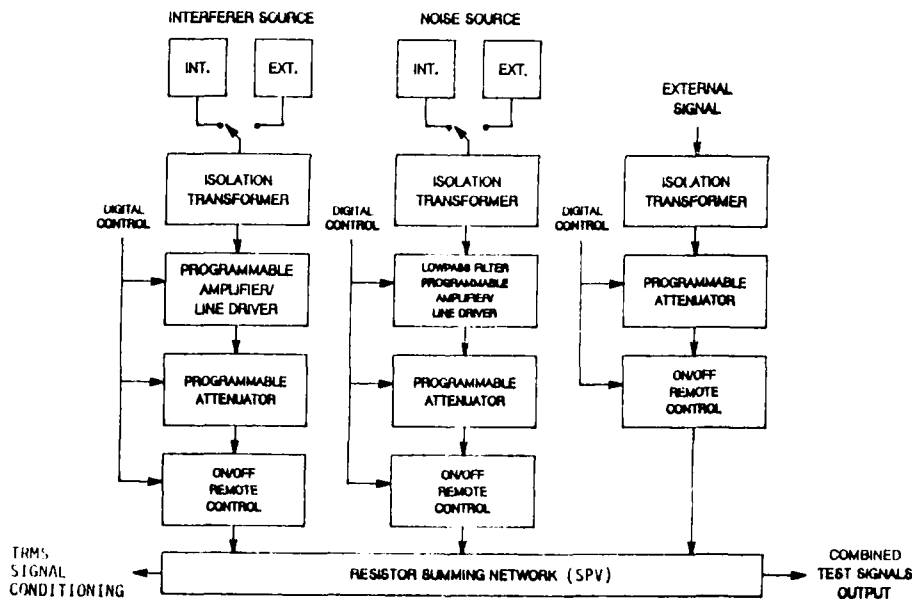 INTERFERER SOURCE
NOISE SOURCE
INT.
EXT.
INT.
EXT.
EXTERNAL
SIGNAL
ISOLATION
TRANSFORMER
ISOLATION
TRANSFORMER
ISOLATION
TRANSFORMER
DIGITAL
CONTROL
DIGITAL
CONTROL
DIGITAL
CONTROL
PROGRAMMABLE
AMPLIFIER/
LINE DRIVER
LOWPASS FILTER
PROGRAMMABLE
AMPLIFIER/
LINE DRIVER
PROGRAMMABLE
ATTENUATOR
PROGRAMMABLE
ATTENUATOR
PROGRAMMABLE
ATTENUATOR
ON/OFF
REMOTE
CONTROL
ON/OFF
REMOTE
CONTROL
ON/OFF
REMOTE
CONTROL
TRMS
SIGNAL
CONDITIONING
RESISTOR SUMMING NETWORK (SPV)
COMBINED
TEST SIGNALS
OUTPUT